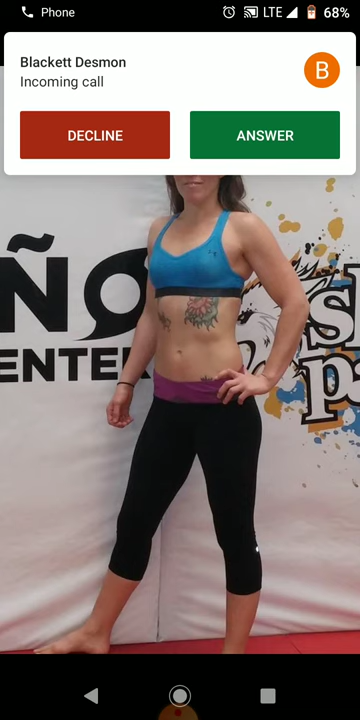 Phone
LTE
68%
Blackett Desmon
Incoming call
B
DECLINE
ANSWER
ÑO
ENTER